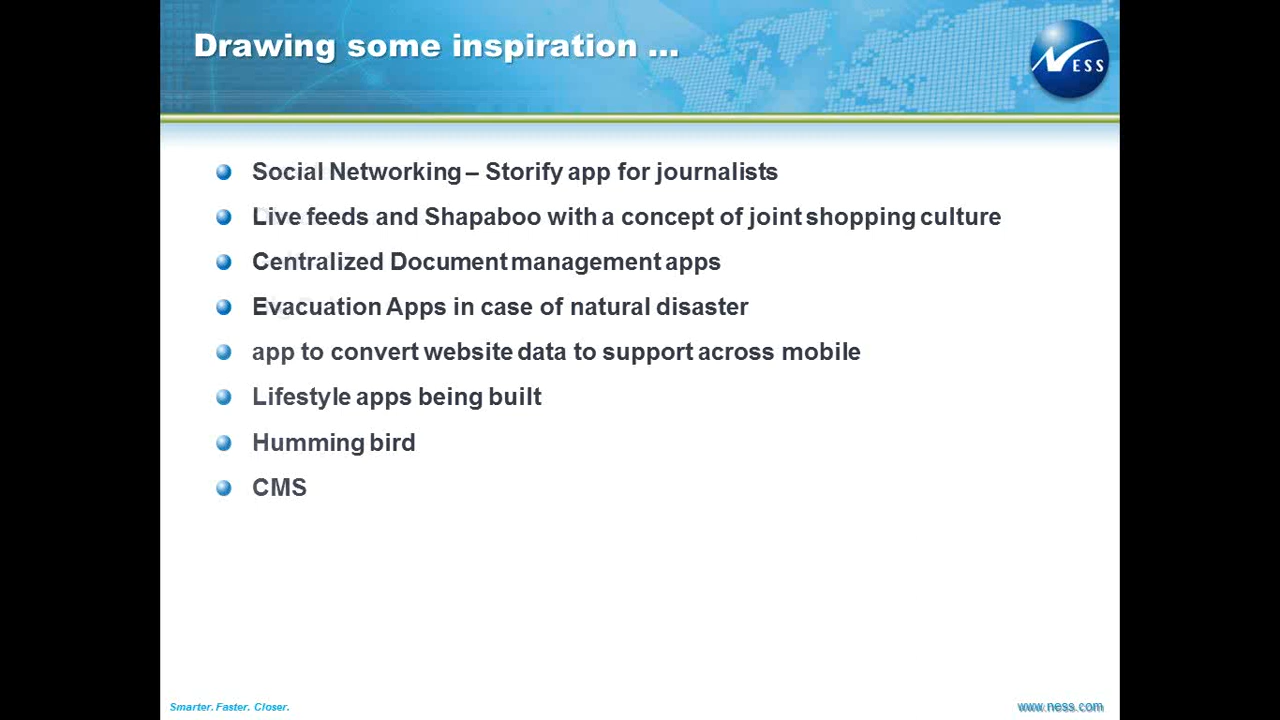 Drawing some inspiration ...
NESS
Social Networking – Storify app for journalists
Live feeds and Shapaboo with a concept of joint shopping culture
Centralized Document management apps
Evacuation Apps in case of natural disaster
app to convert website data to support across mobile
Lifestyle apps being built
Humming bird
CMS
Smarter. Faster. Closer.
www.ness.com